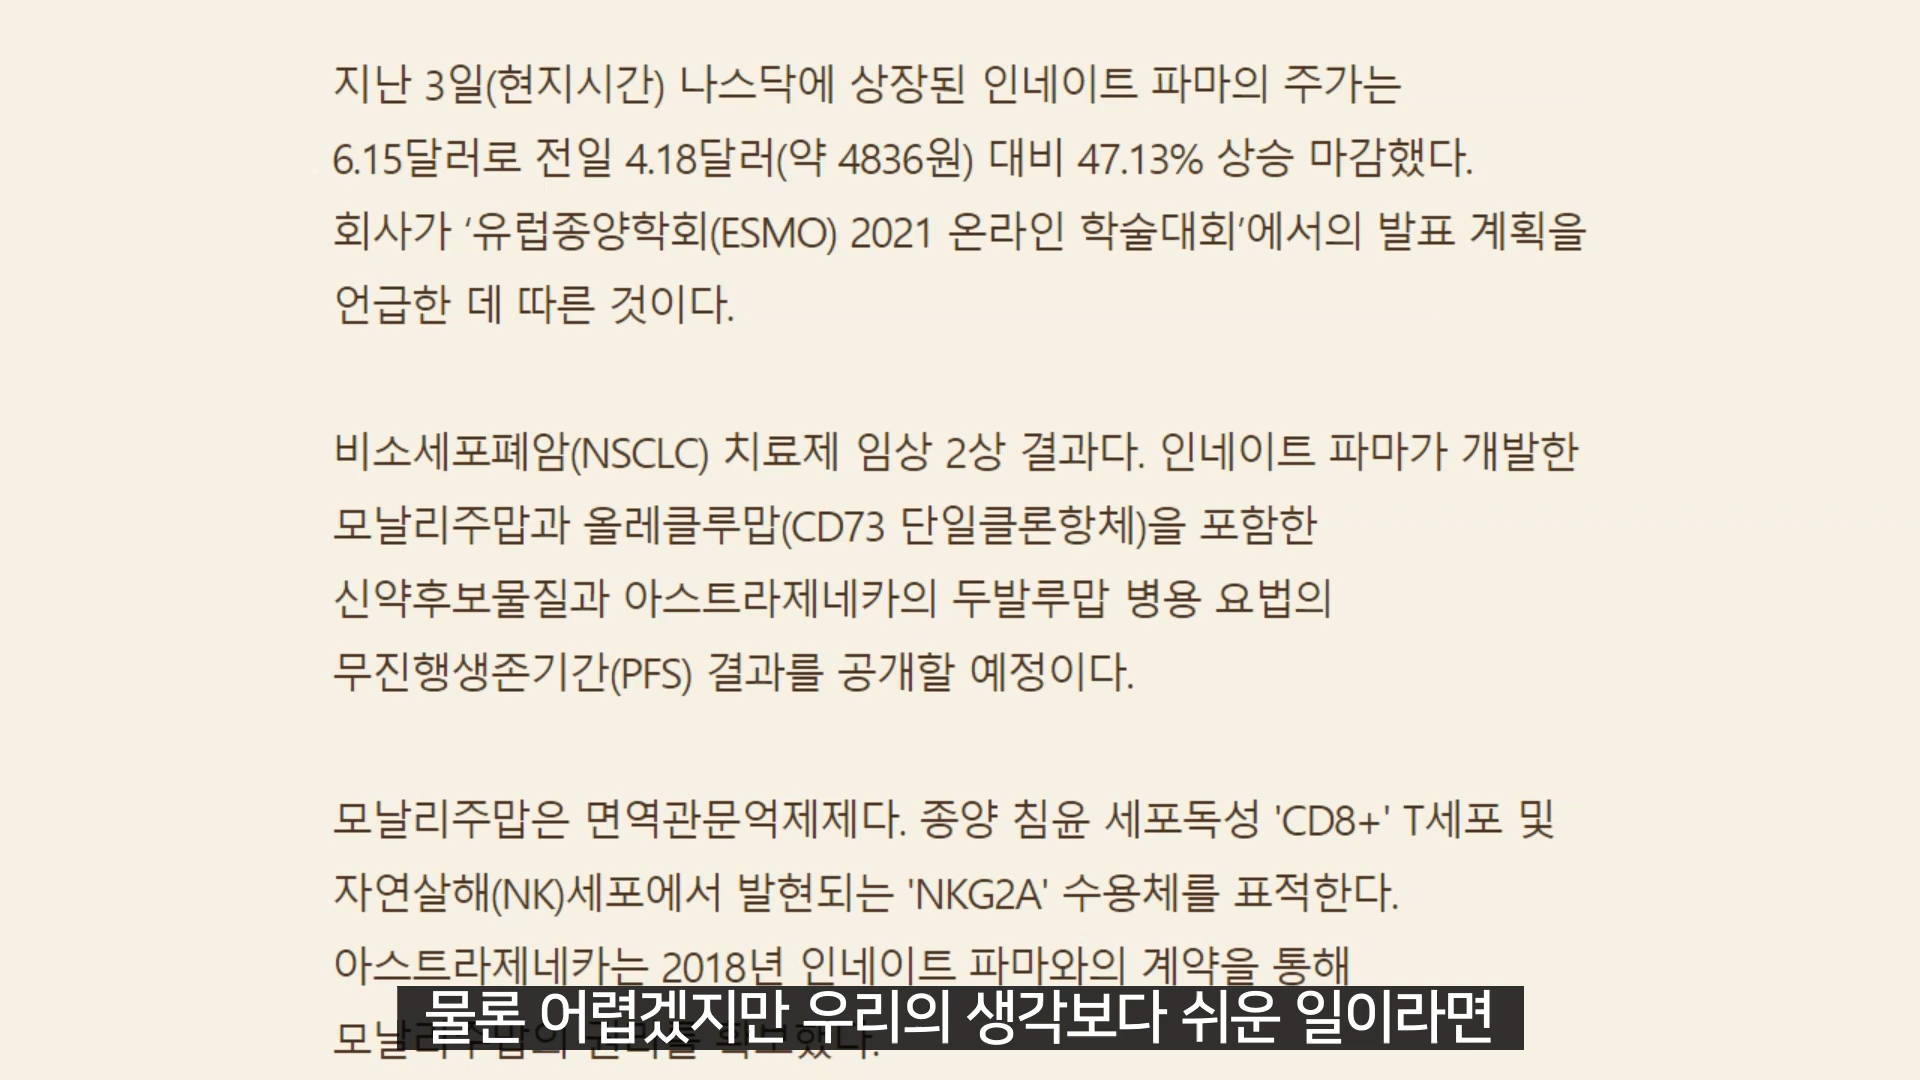 지난 3일(현지시간) 나스닥에 상장된 인네이트 파마의 주가는
6.15달러로 전일 4.18달러(약 4836원) 대비 47.13% 상승 마감했다.
회사가 ‘유럽종양학회(ESMO) 2021 온라인 학술대회’에서의 발표 계획을
언급한 데 따른 것이다.
비소세포폐암(NSCLC) 치료제 임상 2상 결과다. 인네이트 파마가 개발한
모날리주맙과 올레클루맙(CD73 단일클론항체)을 포함한
신약후보물질과 아스트라제네카의 두발루맙 병용 요법의
무진행생존기간(PFS) 결과를 공개할 예정이다.
모날리주맙은 면역관문억제제다. 종양 침윤 세포독성 'CD8+' T세포 및
자연살해(NK)세포에서 발현되는 'NKG2A' 수용체를 표적한다.
아스트라제네카는 2018년 인네이트 파마와의 계약을 통해
모날리주맙의 권리를 확보했다.
물론 어렵겠지만 우리의 생각보다 쉬운 일이라면